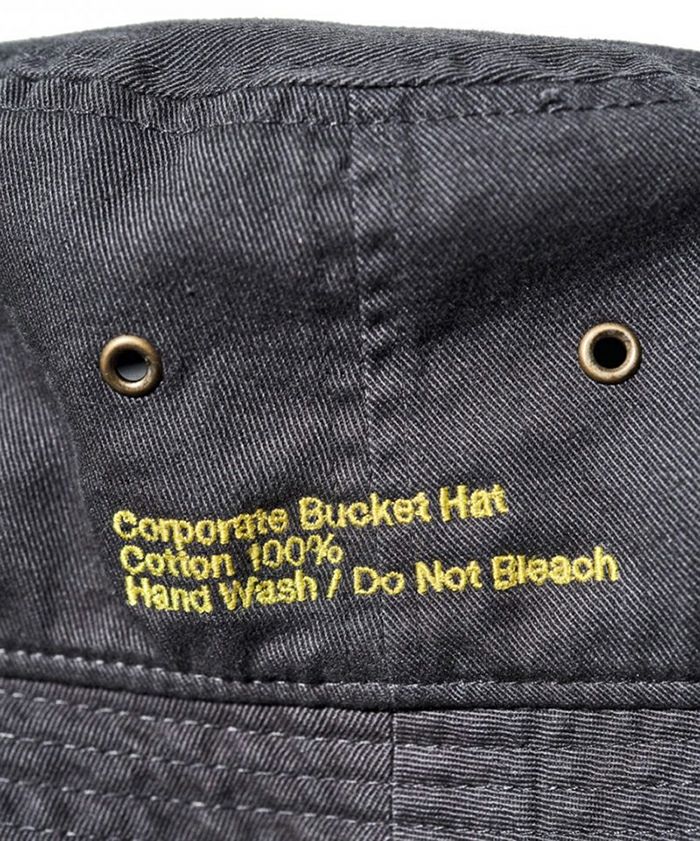 Corporate Bucket Hat
Cotton 100%
Hand Wash / Do Not Bleach